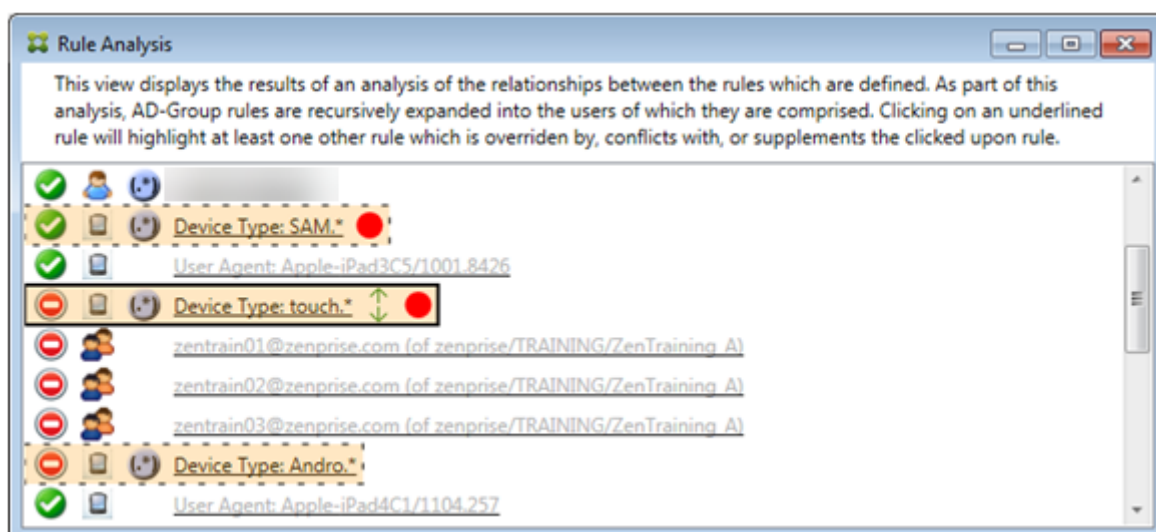 Rule Analysis
This view displays the results of an analysis of the relationships between the rules which are defined. As part of this
analysis, AD-Group rules are recursively expanded into the users of which they are comprised. Clicking on an underlined
rule will highlight at least one other rule which is overriden by, conflicts with, or supplements the clicked upon rule.
(.*)
(.*) Device Type: SAM.*
User Agent: Apple-iPad3C5/1001.8426
(.*) Device Type: touch.*
zentrain01@zenprise.com (of zenprise/TRAINING/ZenTraining_A)
zentrain02@zenprise.com (of zenprise/TRAINING/ZenTraining_A)
zentrain03@zenprise.com (of zenprise/TRAINING/ZenTraining_A)
(.*) Device Type: Andro.*
User Agent: Apple-iPad4C1/1104.257